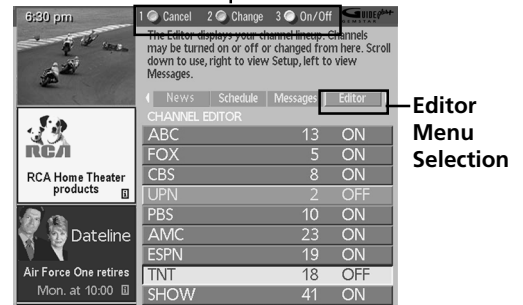 6:30 pm
1 Cancel 2 Change 3 On/Off GUIDE Plus+ GEMSTAR
The Editor displays your channel lineup. Channels
may be turned on or off or changed from here. Scroll
down to use, right to view Setup, left to view
Messages.
News Schedule Messages Editor
CHANNEL EDITOR
ABC 13 ON
FOX 5 ON
CBS 8 ON
UPN 2 OFF
PBS 10 ON
AMC 23 ON
ESPN 19 ON
TNT 18 OFF
SHOW 41 ON
RCA
RCA Home Theater
products
Dateline
Air Force One retires
Mon. at 10:00
Editor
Menu
Selection